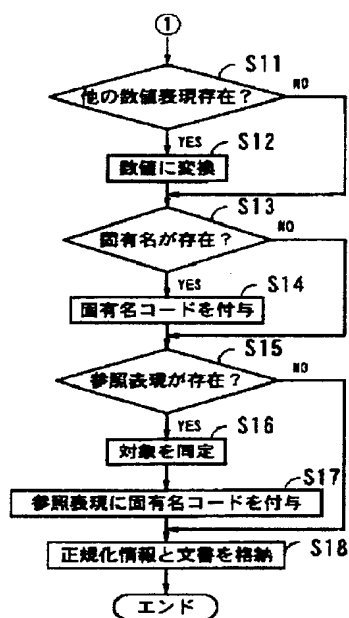 ①
S11
他の数値表現存在?
NO
YES
S12
数値に変換
S13
固有名が存在?
NO
YES
S14
固有名コードを付与
S15
参照表現が存在?
NO
YES
S16
対象を同定
S17
参照表現に固有名コードを付与
S18
正規化情報と文書を格納
エンド